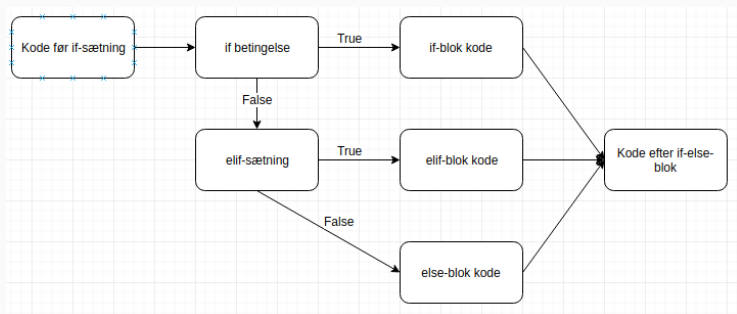 Kode før if-sætning
if betingelse
True
if-blok kode
False
elif-sætning
True
elif-blok kode
Kode efter if-else-
blok
False
else-blok kode